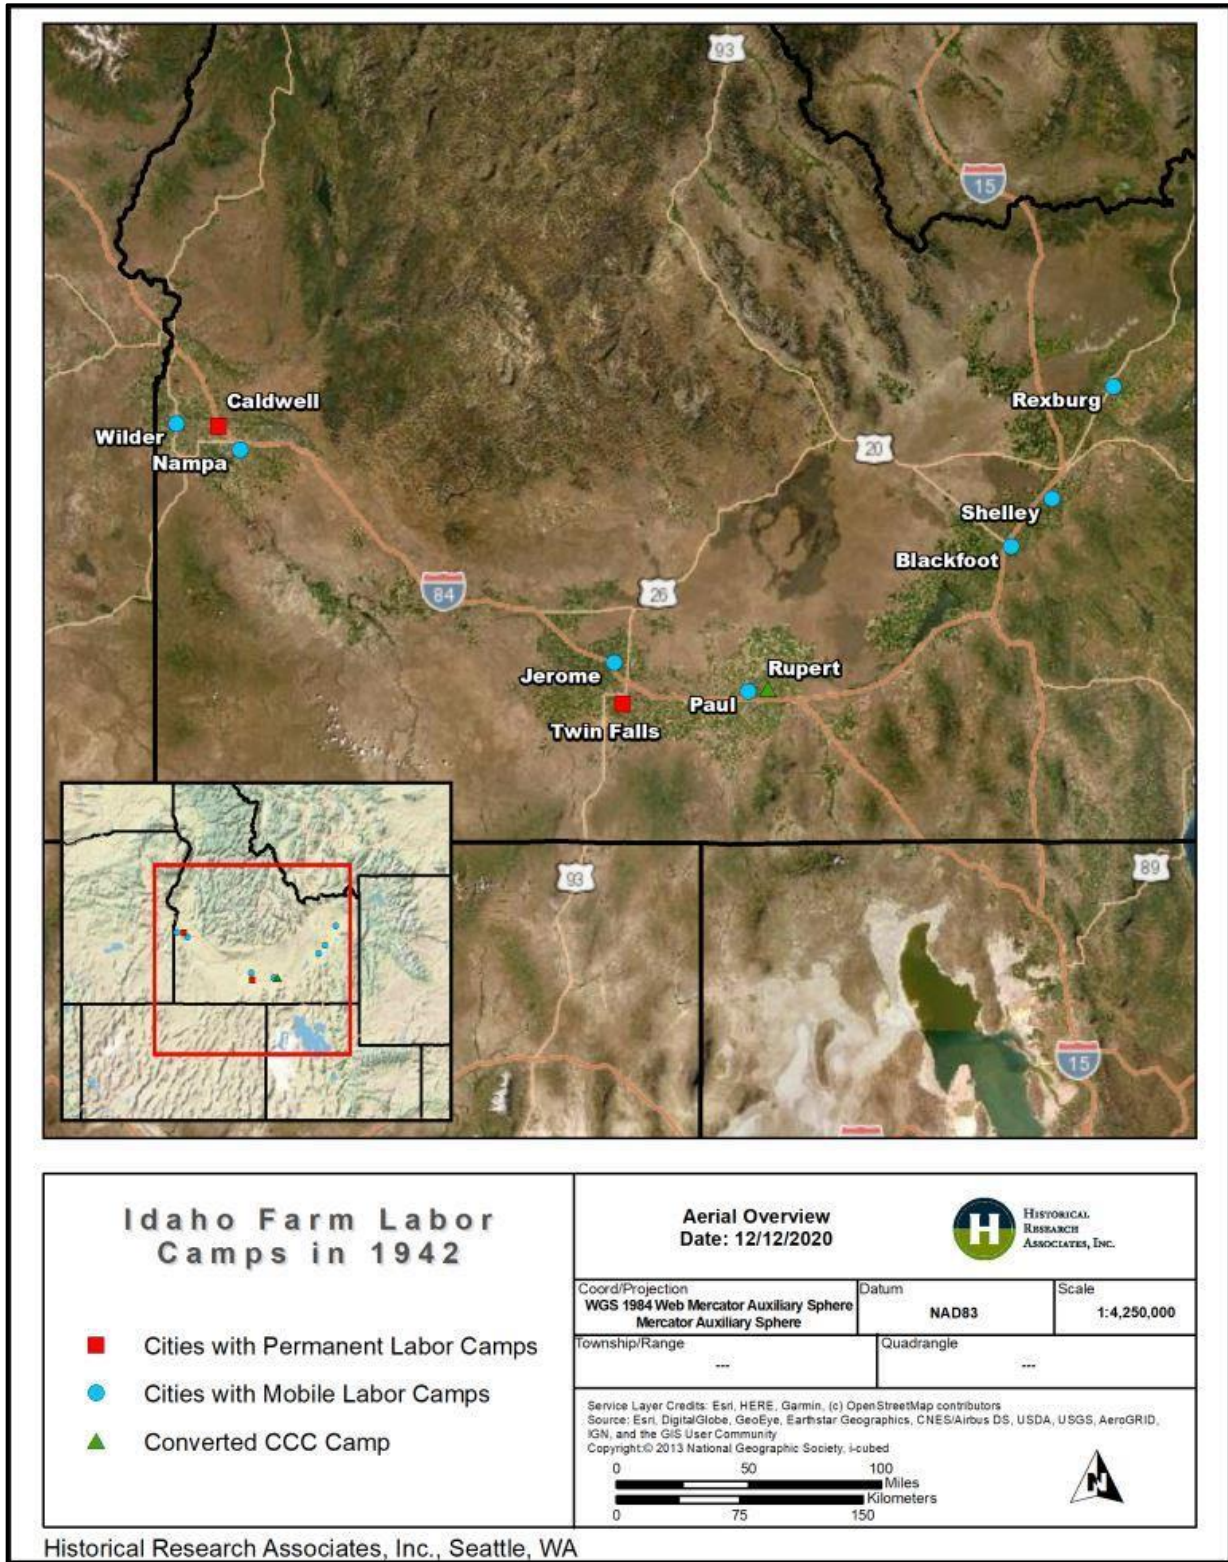 93
15
Caldwell
Rexburg
Wilder
Nampa
20
Shelley
Blackfoot
84
26
Jerome
Rupert
Paul
Twin Falls
93
89
15
Idaho Farm Labor
Camps in 1942
Cities with Permanent Labor Camps
Cities with Mobile Labor Camps
Converted CCC Camp
Aerial Overview
Date: 12/12/2020
H
HISTORICAL
RESEARCH
ASSOCIATES, INC.
Coord/Projection
WGS 1984 Web Mercator Auxiliary Sphere
Mercator Auxiliary Sphere
Datum
NAD83
Scale
1:4,250,000
Township/Range
---
Quadrangle
---
Service Layer Credits: Esri, HERE, Garmin, (c) OpenStreetMap contributors
Source: Esri, DigitalGlobe, GeoEye, Earthstar Geographics, CNES/Airbus DS, USDA, USGS, AeroGRID,
IGN, and the GIS User Community
Copyright:© 2013 National Geographic Society, i-cubed
0 50 100
Miles
Kilometers
0 75 150
N
Historical Research Associates, Inc., Seattle, WA